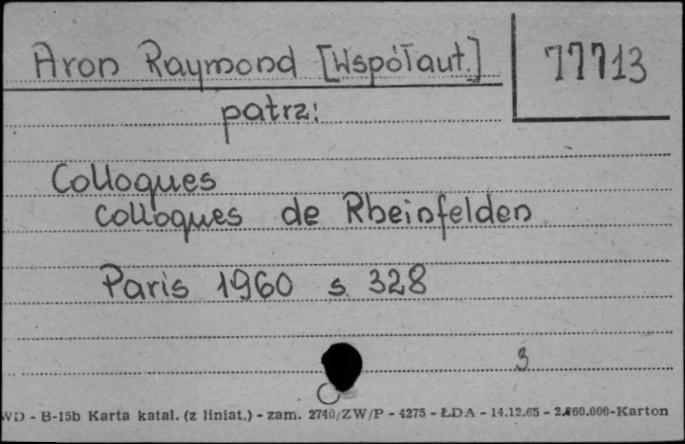 Aron Raymond [Współaut.]
77713
patrz:
Colloques
colloques de Rheinfelden
Paris 1960 s. 328
3
WD - B-15b Karta katal. (z liniat.) - zam. 2740/ZW/P - 4275 - ŁDA - 14.12.65 - 2.860.000-Karton